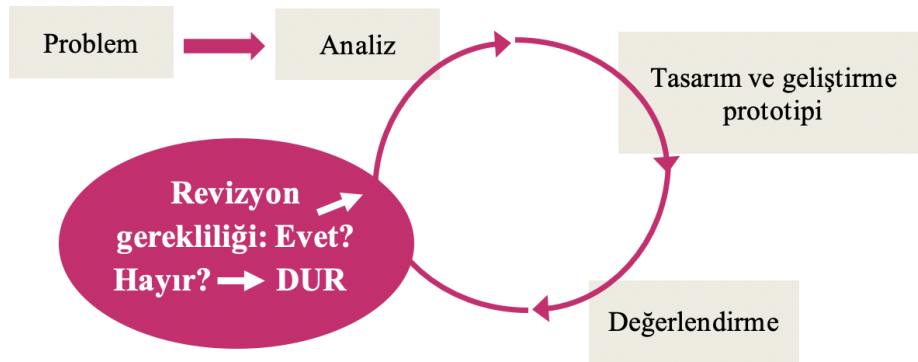 Problem
Analiz
Tasarım ve geliştirme
prototipi
Değerlendirme
Revizyon
gerekliliği: Evet?
Hayır? → DUR